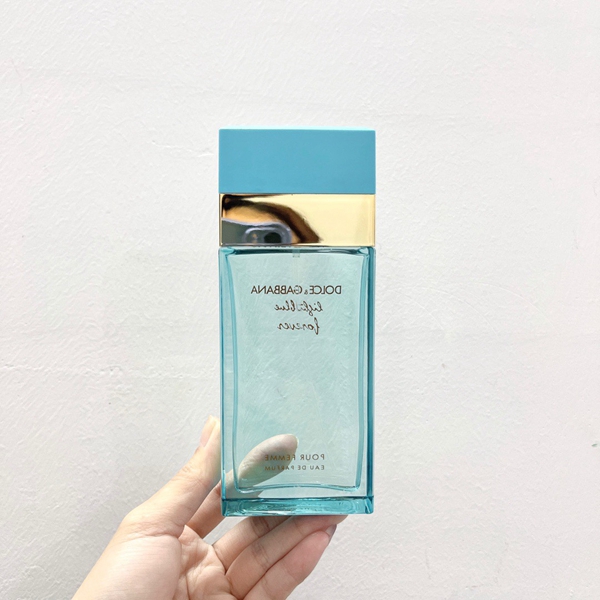 DOLCE&GABBANA
light blue
forever
POUR FEMME
EAU DE PARFUM